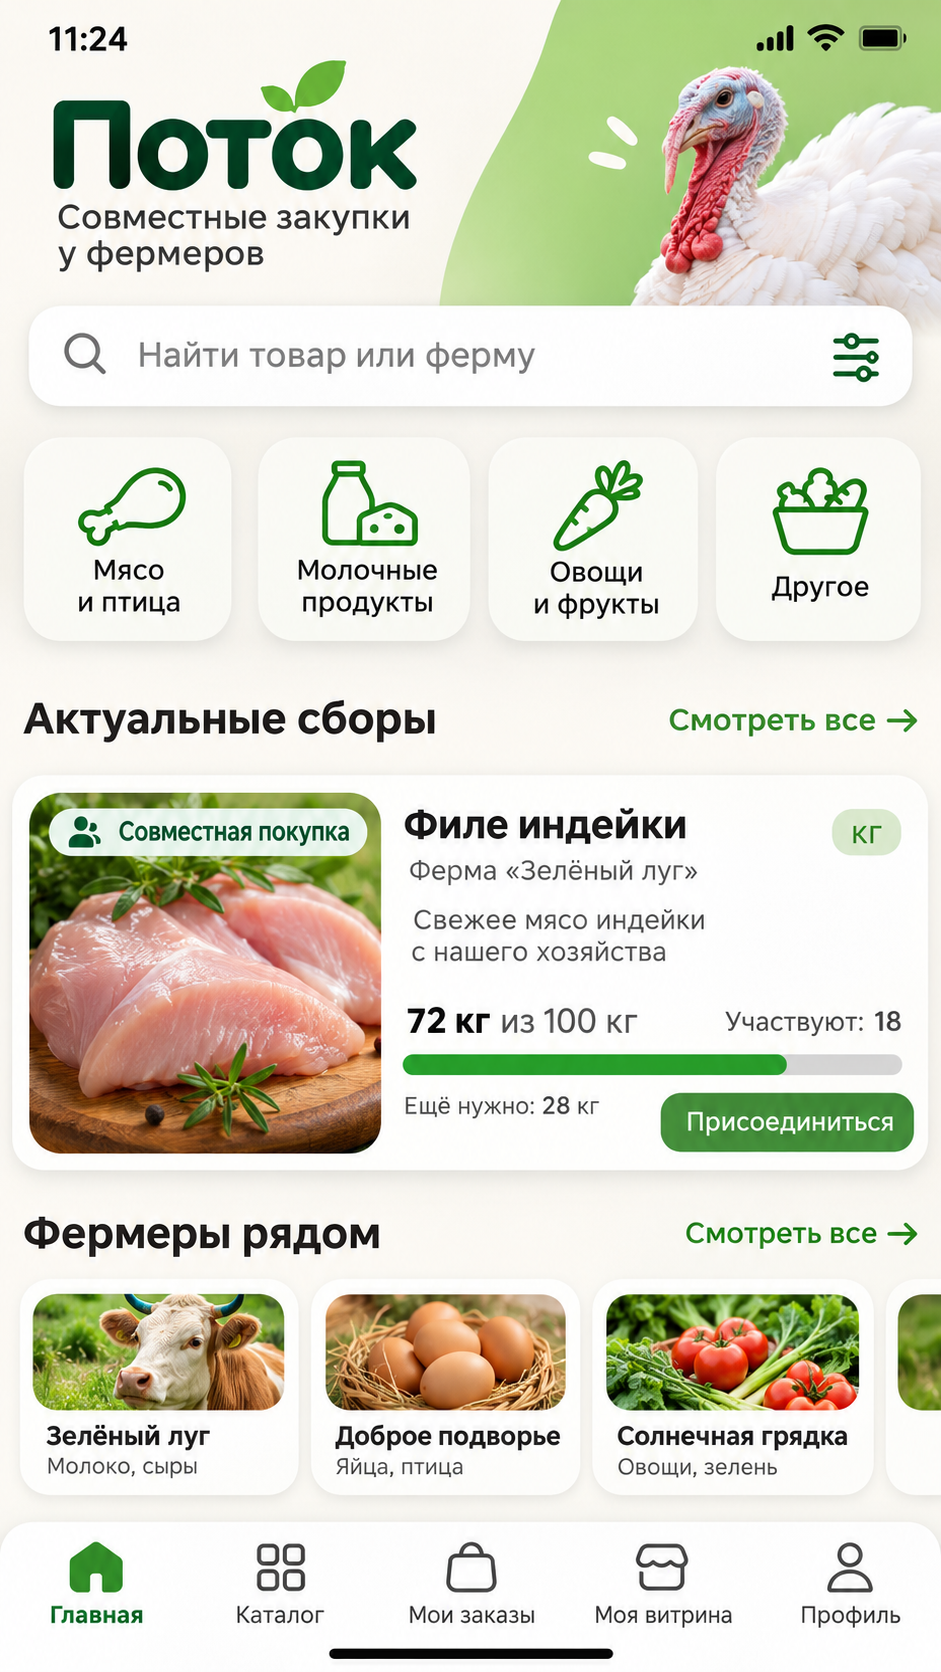 11:24
Поток
Совместные закупки
у фермеров
Найти товар или ферму
Мясо
и птица
Молочные
продукты
Овощи
и фрукты
Другое
Актуальные сборы
Смотреть все →
Совместная покупка
Филе индейки
кг
Ферма «Зелёный луг»
Свежее мясо индейки
с нашего хозяйства
72 кг из 100 кг
Участвуют: 18
Ещё нужно: 28 кг
Присоединиться
Фермеры рядом
Смотреть все →
Зелёный луг
Молоко, сыры
Доброе подворье
Яйца, птица
Солнечная грядка
Овощи, зелень
Главная
Каталог
Мои заказы
Моя витрина
Профиль